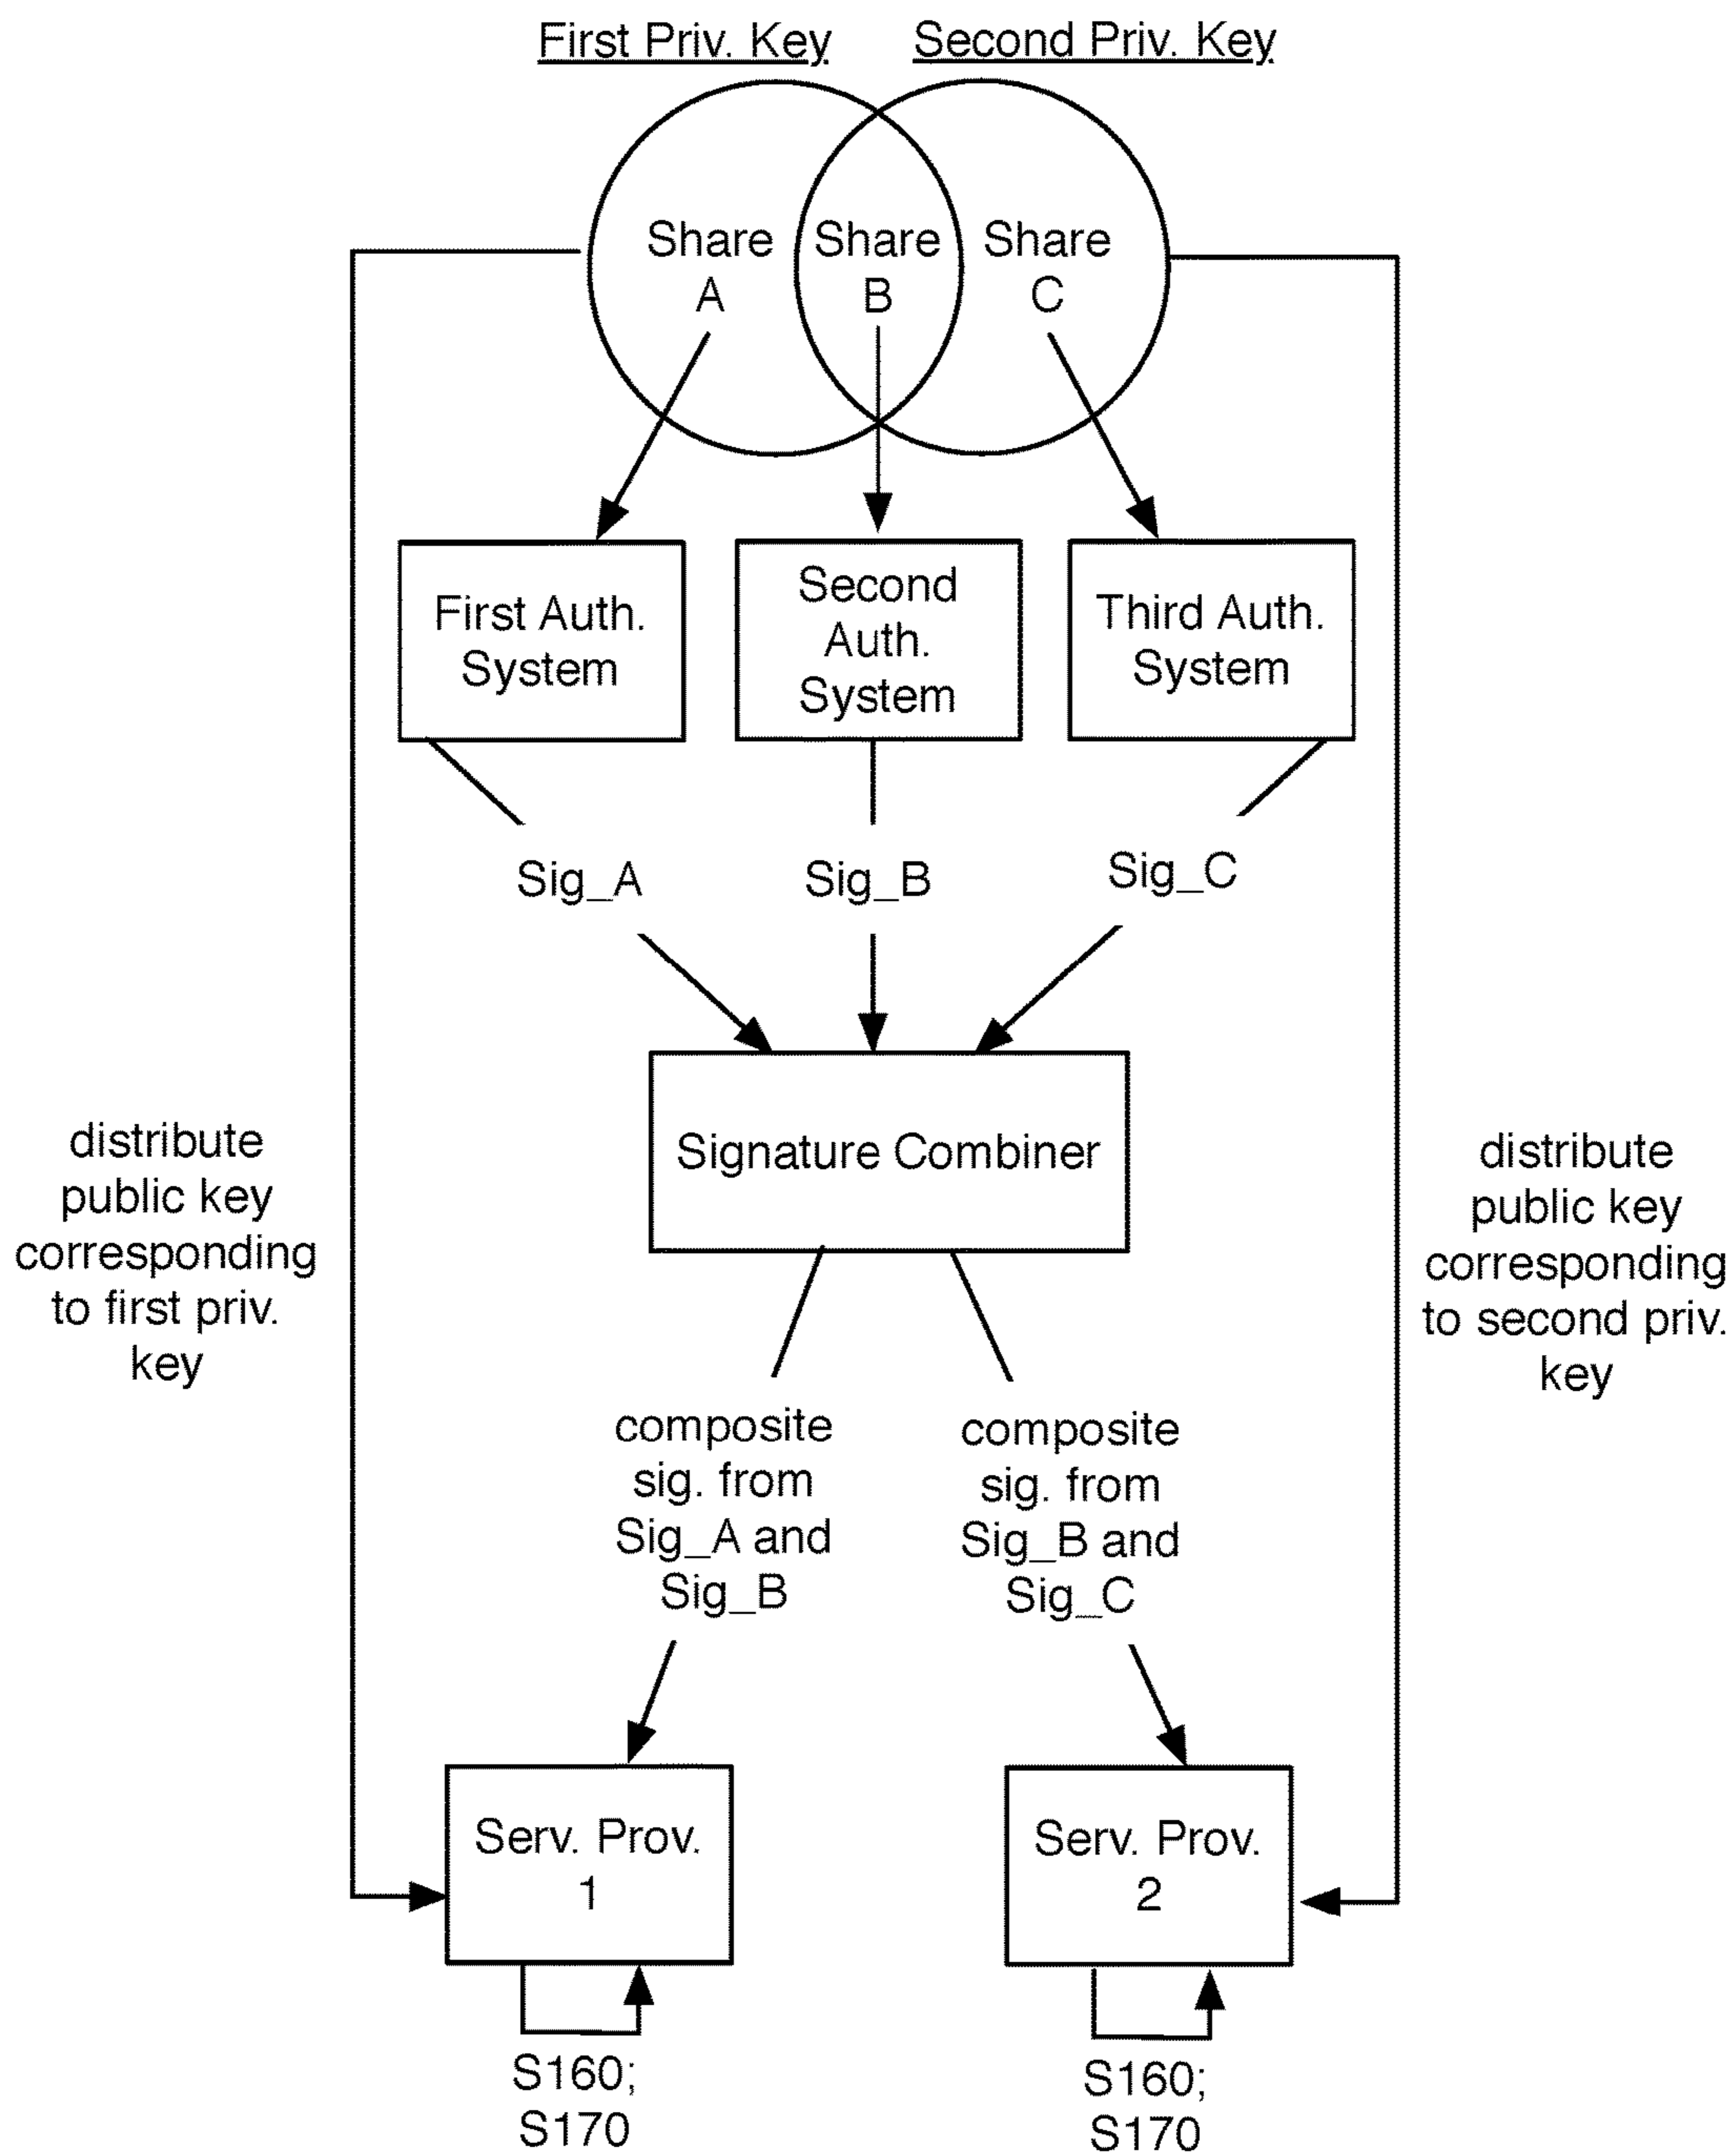 First Priv. Key
Second Priv. Key
Share
A
Share
B
Share
C
First Auth.
System
Second
Auth.
System
Third Auth.
System
Sig_A
Sig_B
Sig_C
Signature Combiner
distribute
public key
corresponding
to first priv.
key
distribute
public key
corresponding
to second priv.
key
composite
sig. from
Sig_A and
Sig_B
composite
sig. from
Sig_B and
Sig_C
Serv. Prov.
1
Serv. Prov.
2
S160;
S170
S160;
S170